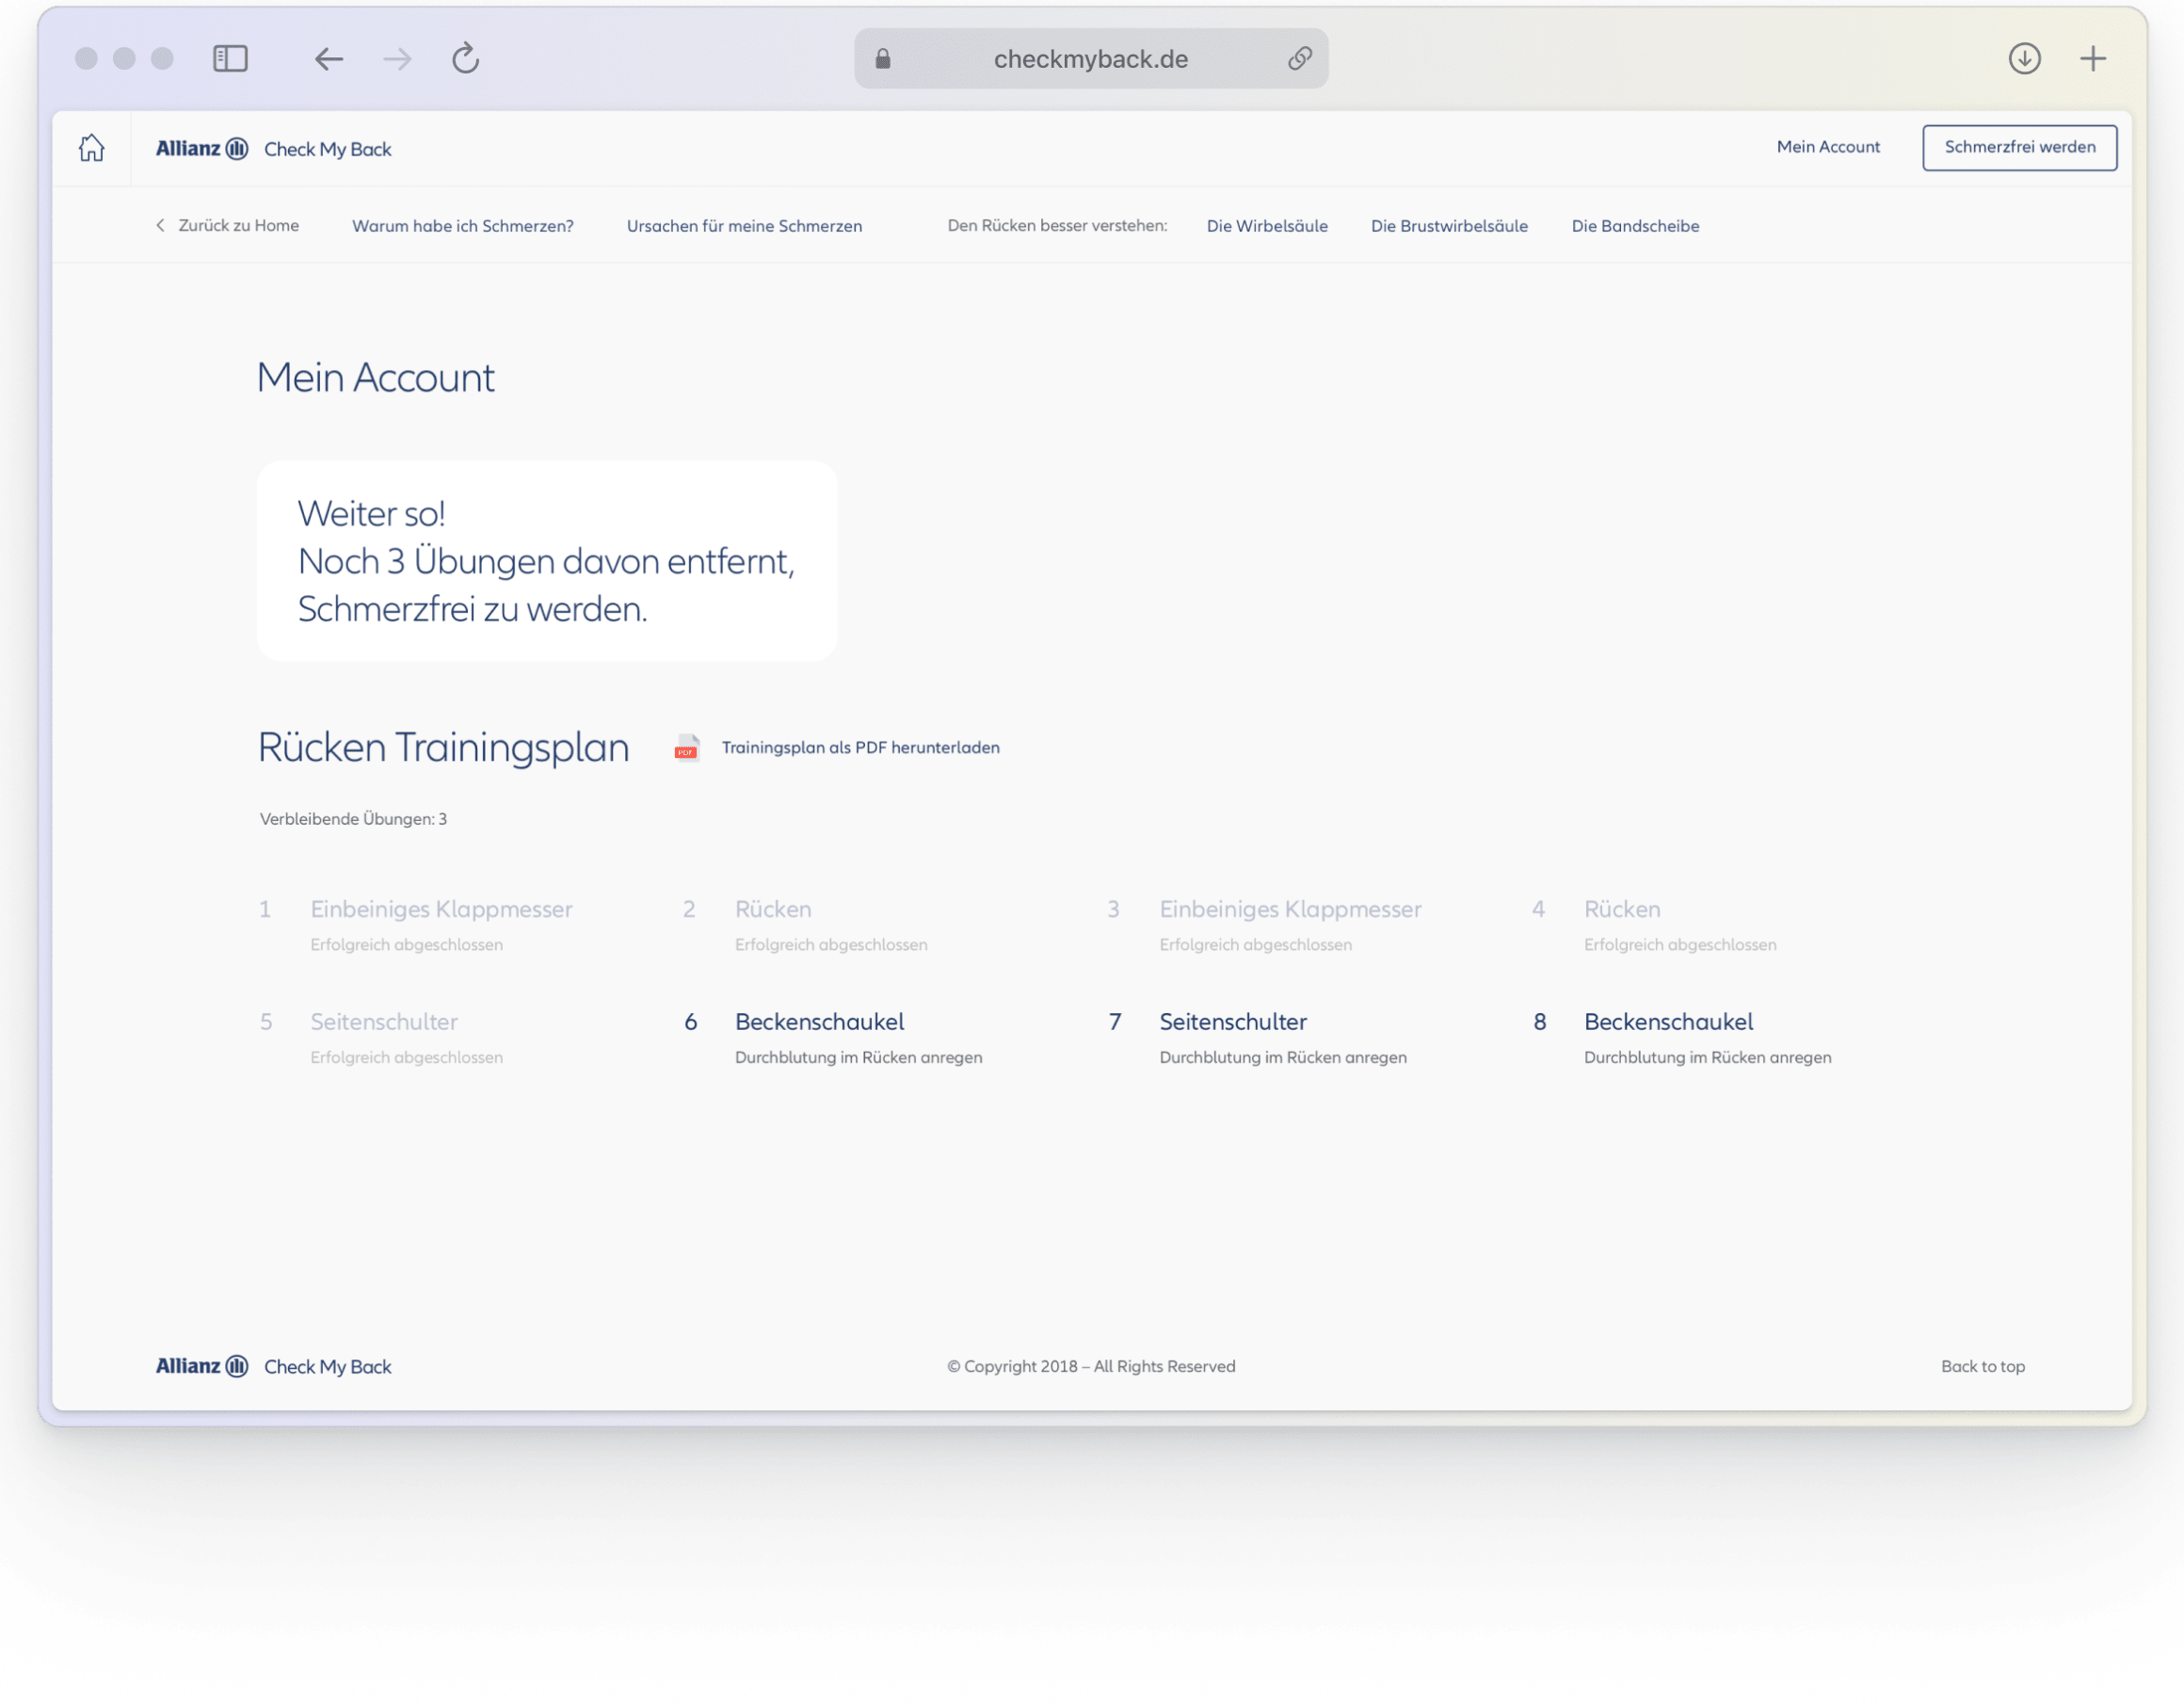 checkmyback.de
Allianz Check My Back
Mein Account
Schmerzfrei werden
Zurück zu Home
Warum habe ich Schmerzen?
Ursachen für meine Schmerzen
Den Rücken besser verstehen:
Die Wirbelsäule
Die Brustwirbelsäule
Die Bandscheibe
Mein Account
Weiter so!
Noch 3 Übungen davon entfernt,
Schmerzfrei zu werden.
Rücken Trainingsplan
PDF
Trainingsplan als PDF herunterladen
Verbleibende Übungen: 3
1 Einbeiniges Klappmesser
Erfolgreich abgeschlossen
2 Rücken
Erfolgreich abgeschlossen
3 Einbeiniges Klappmesser
Erfolgreich abgeschlossen
4 Rücken
Erfolgreich abgeschlossen
5 Seitenschulter
Erfolgreich abgeschlossen
6 Beckenschaukel
Durchblutung im Rücken anregen
7 Seitenschulter
Durchblutung im Rücken anregen
8 Beckenschaukel
Durchblutung im Rücken anregen
Allianz Check My Back
© Copyright 2018 – All Rights Reserved
Back to top